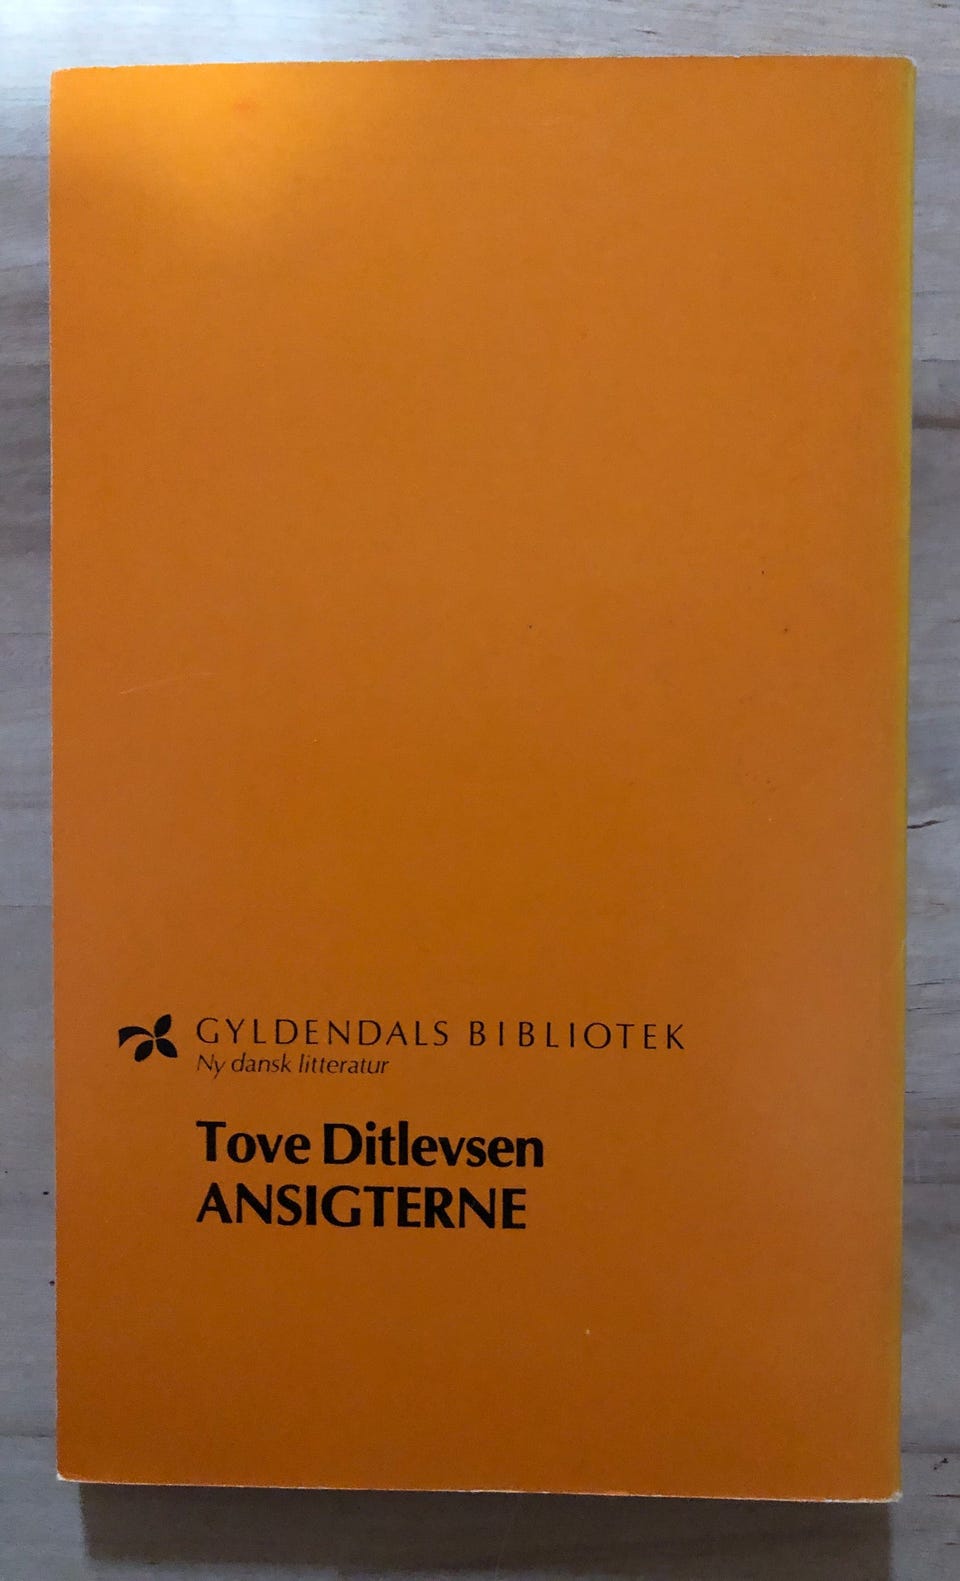 GYLDENDALS BIBLIOTEK
Ny dansk litteratur
Tove Ditlevsen
ANSIGTERNE